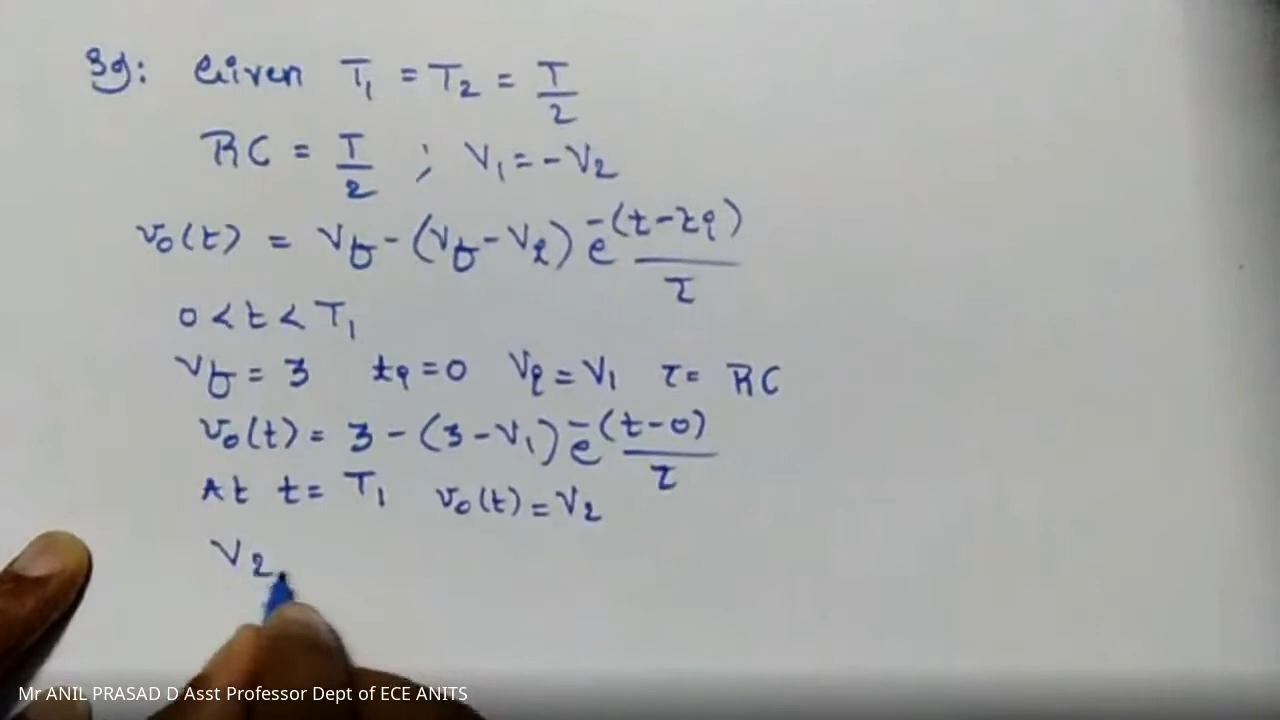 Sol: Given T₁ = T₂ = T/2
RC = T/2 ; V₁ = -V₂
v₀(t) = V_f - (V_f - V_i) e^-(t-t_i)/τ
0 < t < T₁
V_f = 3 t_i = 0 V_i = V₁ τ = RC
v₀(t) = 3 - (3 - V₁) e^-(t-0)/τ
At t = T₁ v₀(t) = V₂
V₂
Mr ANIL PRASAD D Asst Professor Dept of ECE ANITS